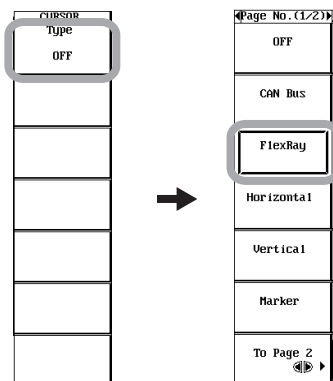 CURSOR
Type
OFF
Page No.(1/2)
OFF
CAN Bus
FlexRay
Horizontal
Vertical
Marker
To Page 2